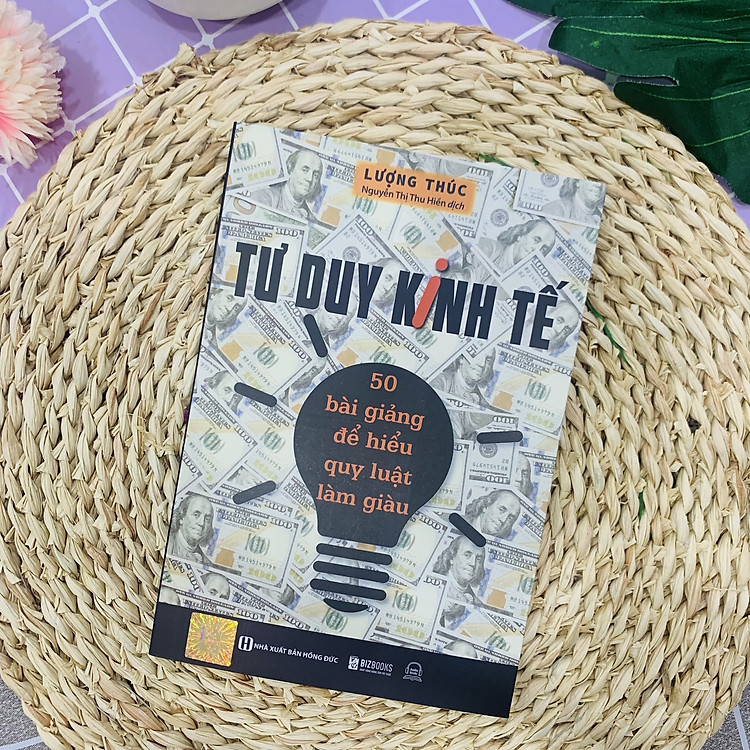 LƯỢNG THÚC
Nguyễn Thị Thu Hiền dịch
TƯ DUY KINH TẾ
50
bài giảng
để hiểu
quy luật
làm giàu
NHÀ XUẤT BẢN HỒNG ĐỨC
BIZBOOKS